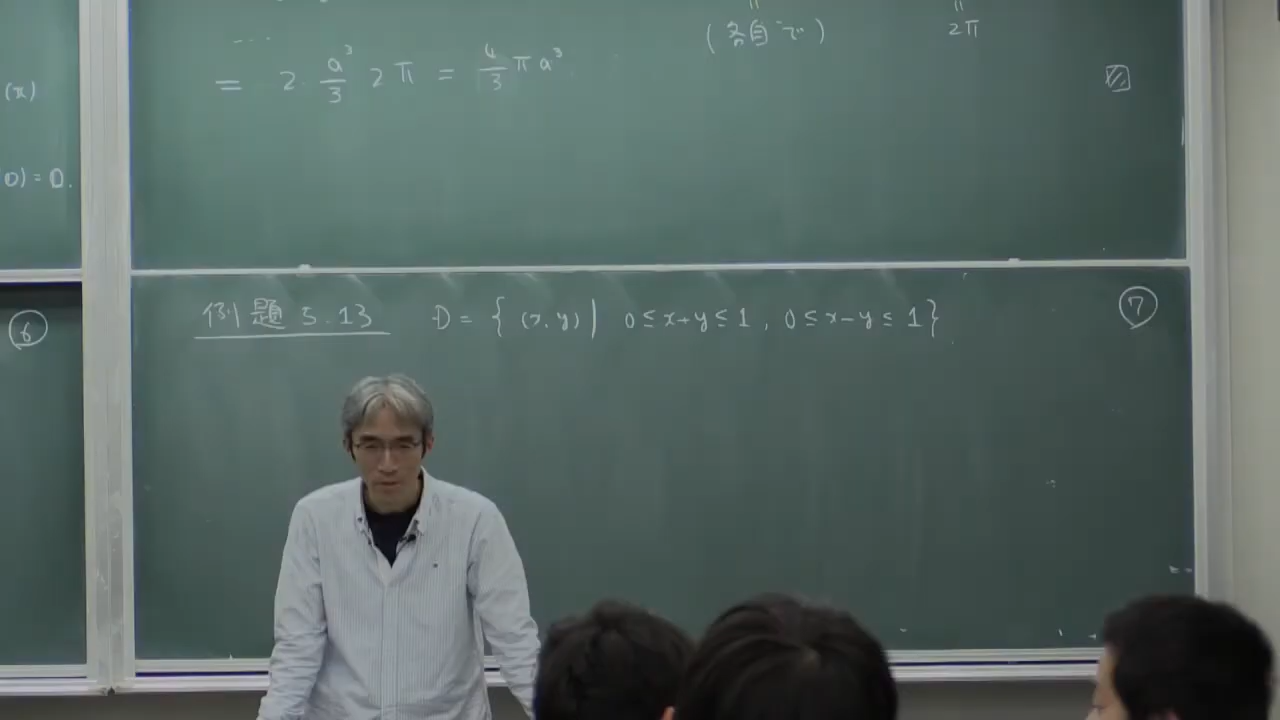 (x)
0) = 0.
⑥
...
= 2 · a³/3 2π = 4/3 π a³
(各自で)
॥
2π
例題 5.13 D = { (x, y) | 0 ≤ x+y ≤ 1 , 0 ≤ x−y ≤ 1 }
⑦